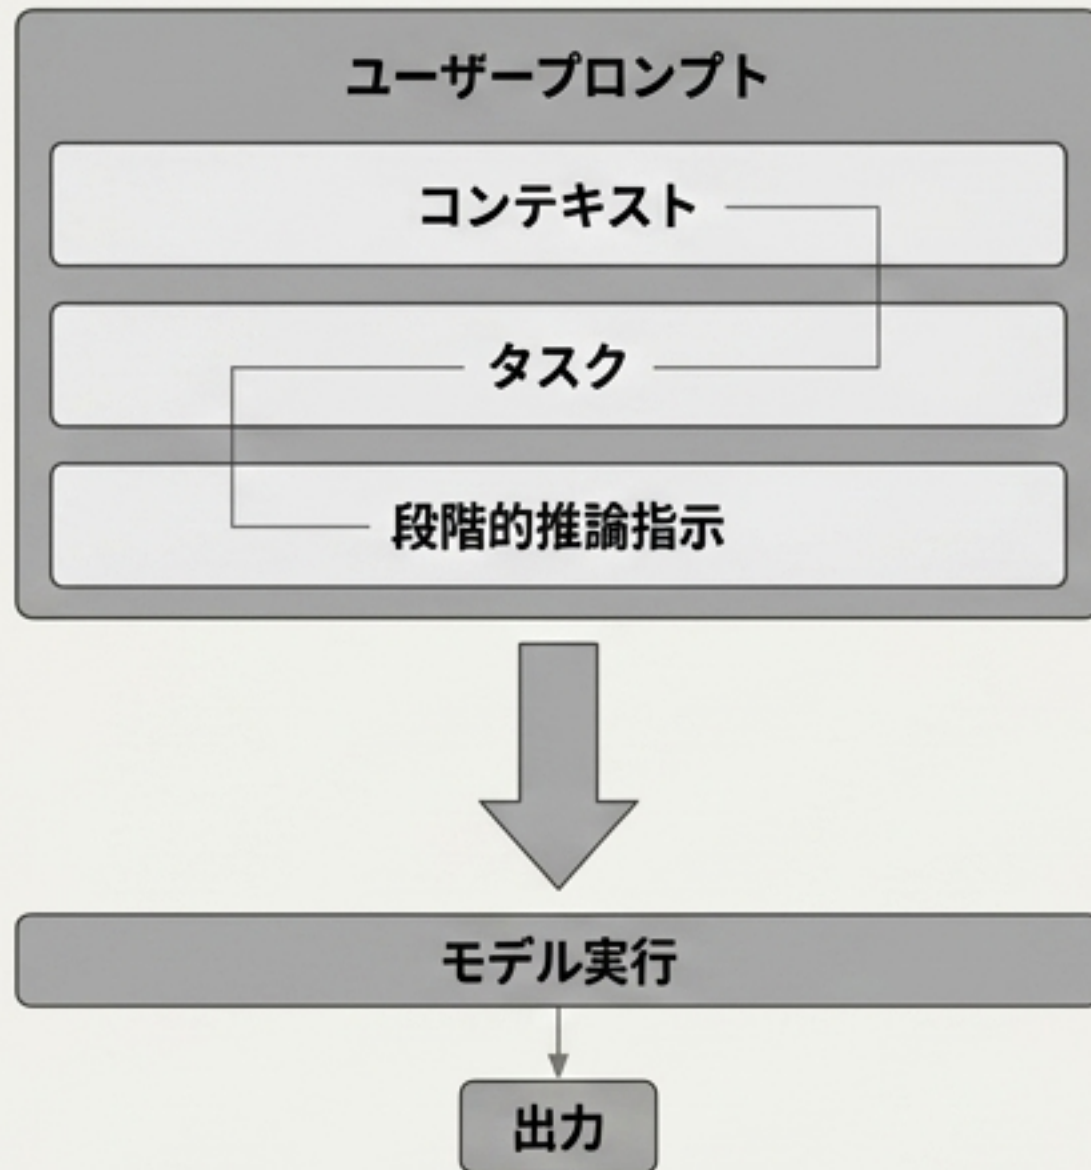 ユーザープロンプト
コンテキスト
タスク
段階的推論指示
モデル実行
出力